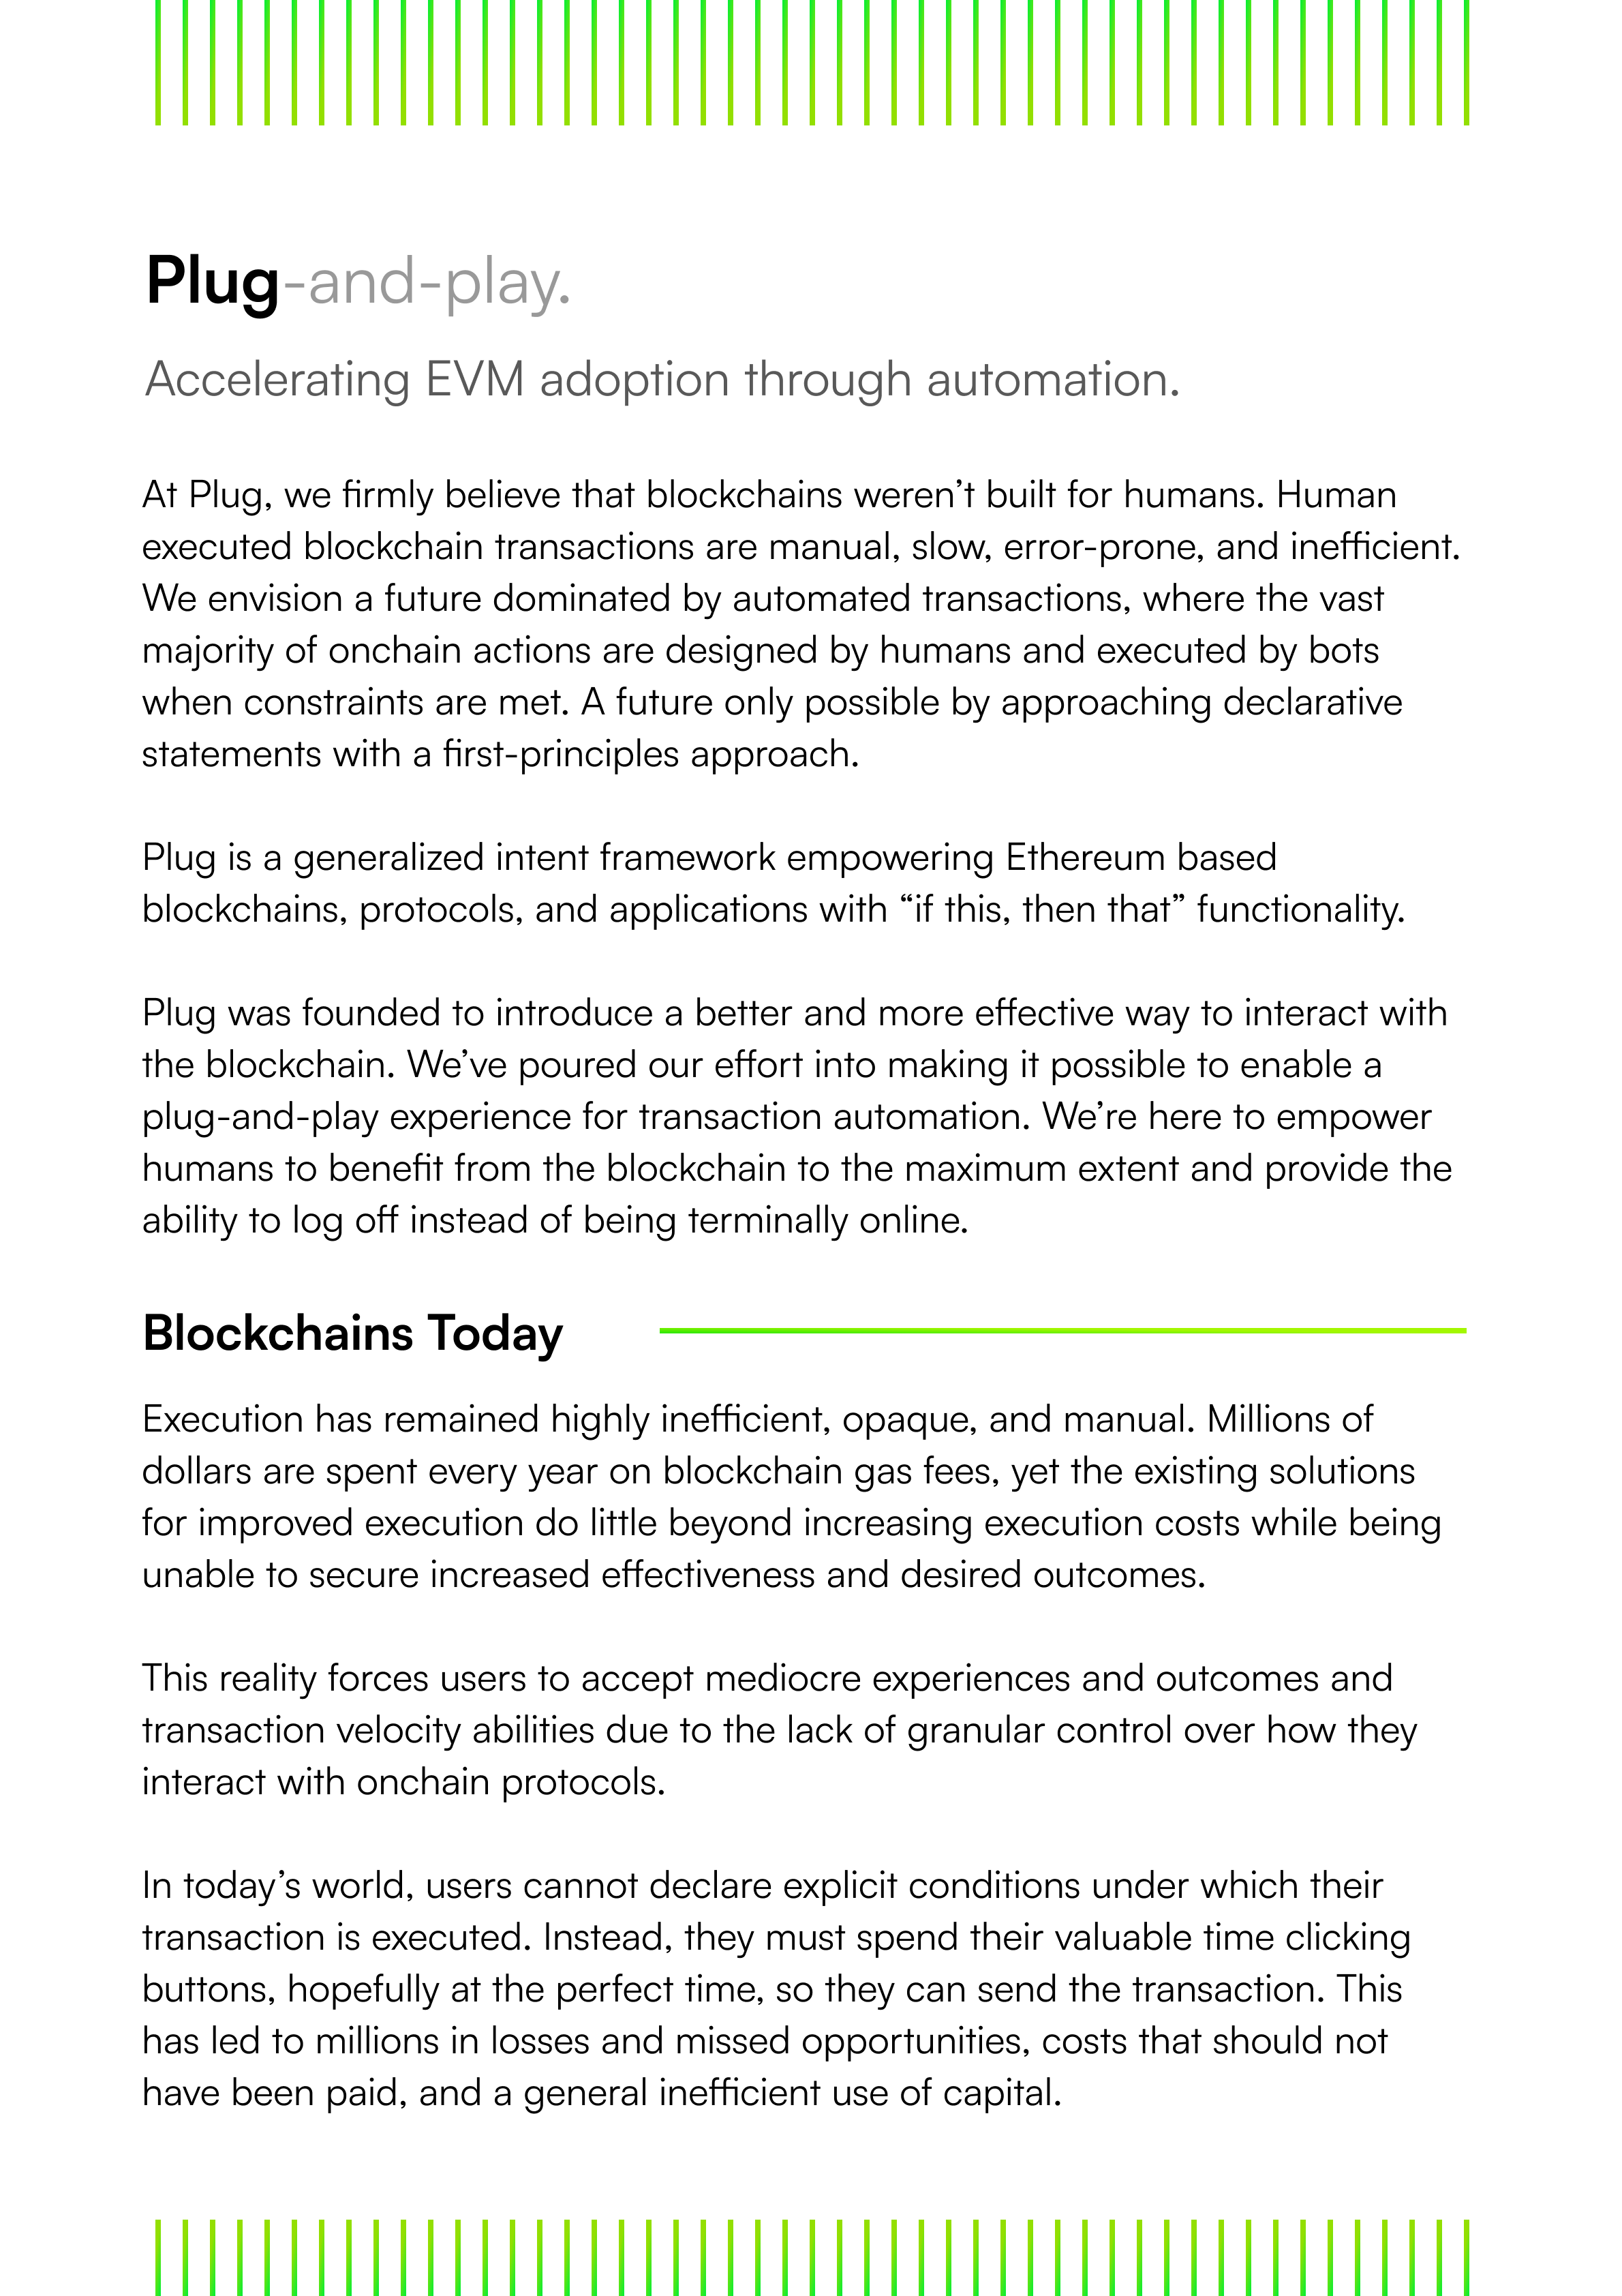 Plug-and-play.
Accelerating EVM adoption through automation.
At Plug, we firmly believe that blockchains weren’t built for humans. Human
executed blockchain transactions are manual, slow, error-prone, and inefficient.
We envision a future dominated by automated transactions, where the vast
majority of onchain actions are designed by humans and executed by bots
when constraints are met. A future only possible by approaching declarative
statements with a first-principles approach.
Plug is a generalized intent framework empowering Ethereum based
blockchains, protocols, and applications with “if this, then that” functionality.
Plug was founded to introduce a better and more effective way to interact with
the blockchain. We’ve poured our effort into making it possible to enable a
plug-and-play experience for transaction automation. We’re here to empower
humans to benefit from the blockchain to the maximum extent and provide the
ability to log off instead of being terminally online.
Blockchains Today
Execution has remained highly inefficient, opaque, and manual. Millions of
dollars are spent every year on blockchain gas fees, yet the existing solutions
for improved execution do little beyond increasing execution costs while being
unable to secure increased effectiveness and desired outcomes.
This reality forces users to accept mediocre experiences and outcomes and
transaction velocity abilities due to the lack of granular control over how they
interact with onchain protocols.
In today’s world, users cannot declare explicit conditions under which their
transaction is executed. Instead, they must spend their valuable time clicking
buttons, hopefully at the perfect time, so they can send the transaction. This
has led to millions in losses and missed opportunities, costs that should not
have been paid, and a general inefficient use of capital.